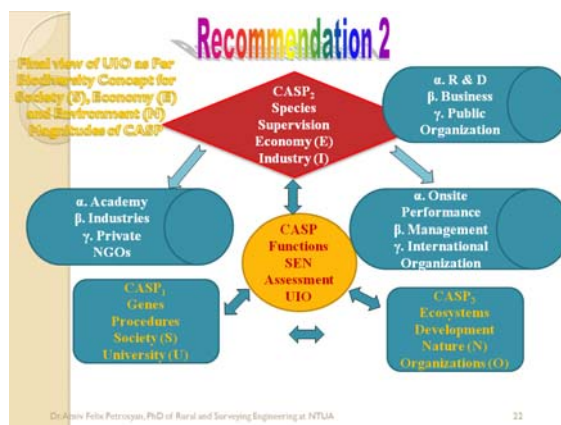 Recommendation 2
Final view of UIO as Per
Biodiversity Concept for
Society (S), Economy (E)
and Environment (N)
Magnitudes of CASP
CASP₂
Species
Supervision
Economy (E)
Industry (I)
α. R & D
β. Business
γ. Public
Organization
α. Academy
β. Industries
γ. Private
NGOs
α. Onsite
Performance
β. Management
γ. International
Organization
CASP
Functions
SEN
Assessment
UIO
CASP₁
Genes
Procedures
Society (S)
University (U)
CASP₃
Ecosystems
Development
Nature (N)
Organizations (O)
Felix Petrosyan, PhD of Rural and Surveying Engineering at NTUA
22